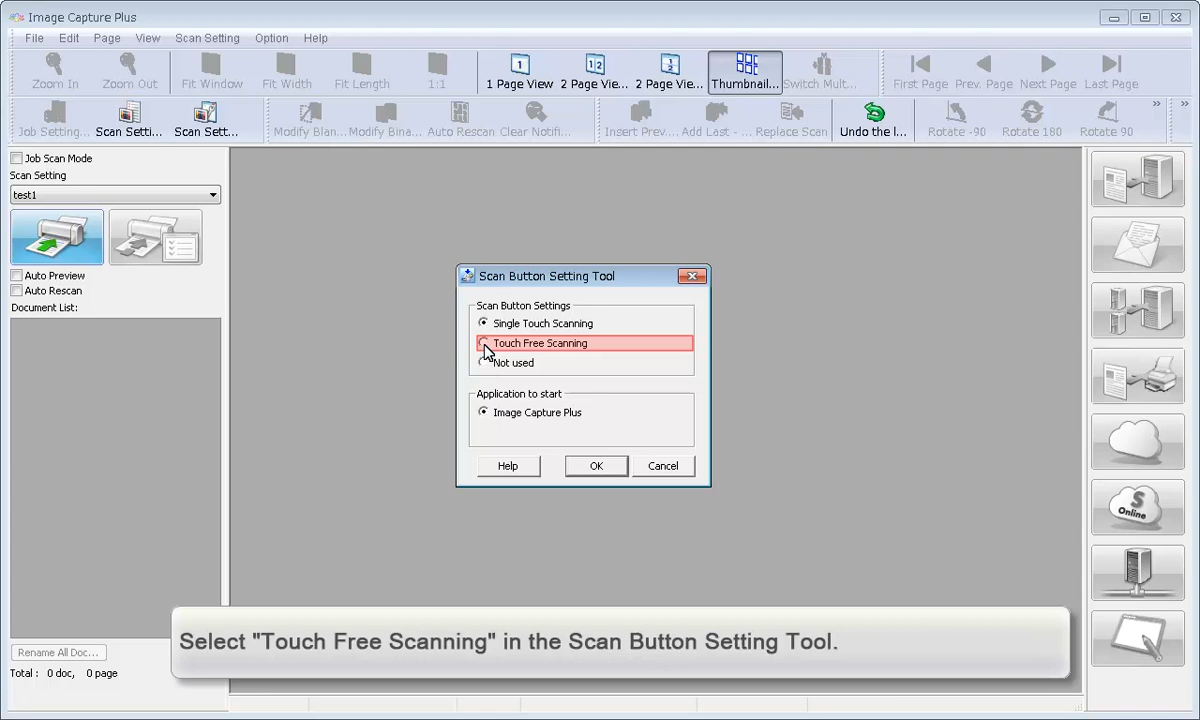 Image Capture Plus
File Edit Page View Scan Setting Option Help
Zoom In Zoom Out Fit Window Fit Width Fit Length 1:1 1 Page View 2 Page Vie... 2 Page Vie... Thumbnail... Switch Mult... First Page Prev. Page Next Page Last Page
Job Setting... Scan Setti... Scan Sett... Modify Blan... Modify Bina... Auto Rescan Clear Notifi... Insert Prev... Add Last - ... Replace Scan Undo the l... Rotate -90 Rotate 180 Rotate 90
Job Scan Mode
Scan Setting
test1
Auto Preview
Auto Rescan
Document List:
Scan Button Setting Tool
Scan Button Settings
Single Touch Scanning
Touch Free Scanning
Not used
Application to start
Image Capture Plus
Help OK Cancel
S
Online
Select "Touch Free Scanning" in the Scan Button Setting Tool.
Rename All Doc...
Total : 0 doc, 0 page